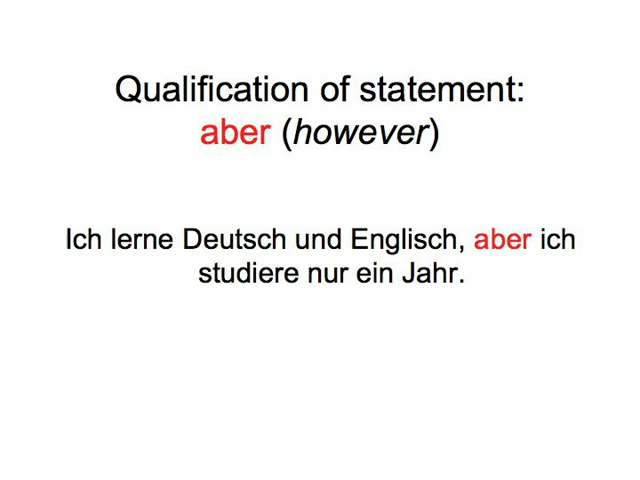 Qualification of statement:
aber (however)
Ich lerne Deutsch und Englisch, aber ich
studiere nur ein Jahr.